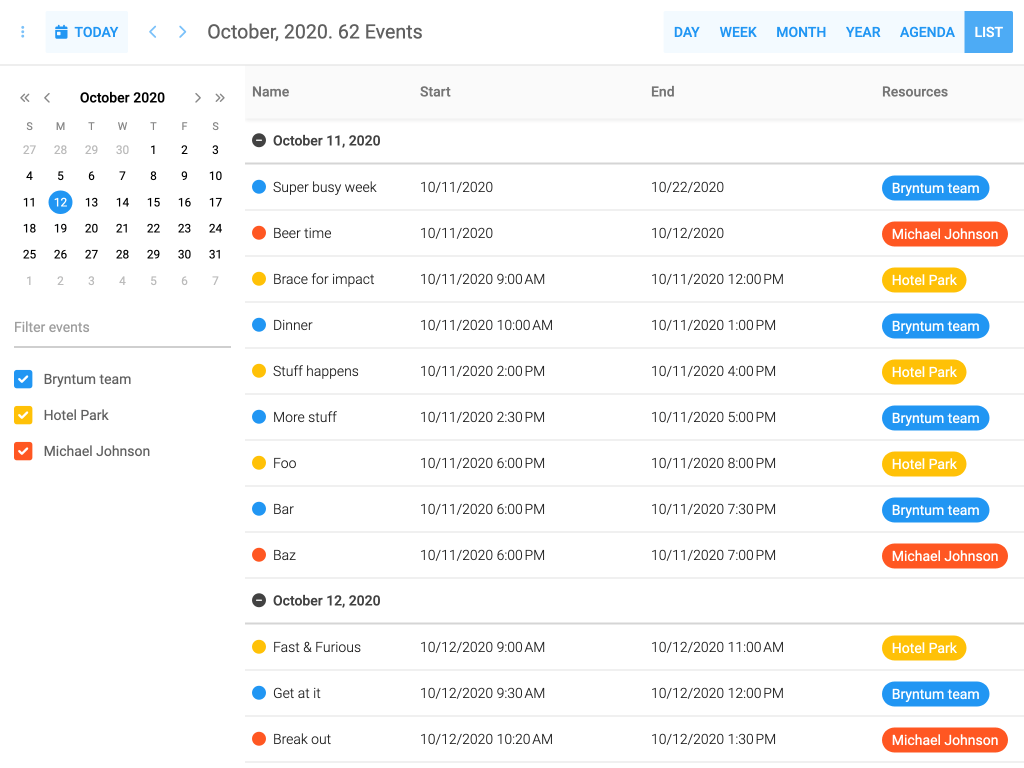 TODAY October, 2020. 62 Events DAY WEEK MONTH YEAR AGENDA LIST
October 2020
S M T W T F S
27 28 29 30 1 2 3
4 5 6 7 8 9 10
11 12 13 14 15 16 17
18 19 20 21 22 23 24
25 26 27 28 29 30 31
1 2 3 4 5 6 7
Filter events
Bryntum team
Hotel Park
Michael Johnson
Name Start End Resources
October 11, 2020
Super busy week 10/11/2020 10/22/2020 Bryntum team
Beer time 10/11/2020 10/12/2020 Michael Johnson
Brace for impact 10/11/2020 9:00 AM 10/11/2020 12:00 PM Hotel Park
Dinner 10/11/2020 10:00 AM 10/11/2020 1:00 PM Bryntum team
Stuff happens 10/11/2020 2:00 PM 10/11/2020 4:00 PM Hotel Park
More stuff 10/11/2020 2:30 PM 10/11/2020 5:00 PM Bryntum team
Foo 10/11/2020 6:00 PM 10/11/2020 8:00 PM Hotel Park
Bar 10/11/2020 6:00 PM 10/11/2020 7:30 PM Bryntum team
Baz 10/11/2020 6:00 PM 10/11/2020 7:00 PM Michael Johnson
October 12, 2020
Fast & Furious 10/12/2020 9:00 AM 10/12/2020 11:00 AM Hotel Park
Get at it 10/12/2020 9:30 AM 10/12/2020 12:00 PM Bryntum team
Break out 10/12/2020 10:20 AM 10/12/2020 1:30 PM Michael Johnson